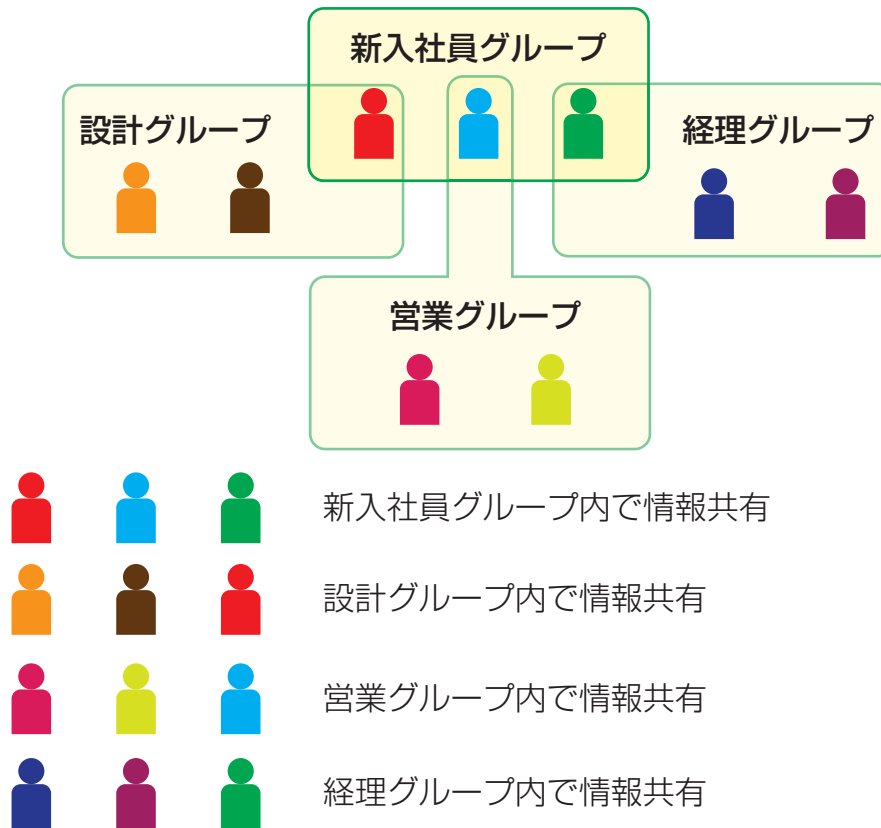 新入社員グループ
設計グループ
経理グループ
営業グループ
新入社員グループ内で情報共有
設計グループ内で情報共有
営業グループ内で情報共有
経理グループ内で情報共有